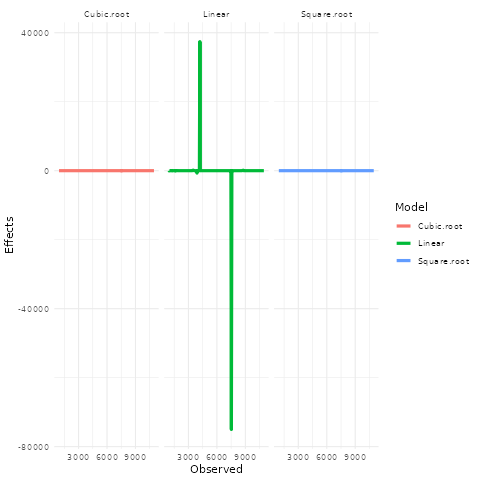 Cubic.root Linear Square.root
40000
0
-40000
-80000
Effects
3000 6000 9000 3000 6000 9000 3000 6000 9000
Observed
Model
Cubic.root
Linear
Square.root